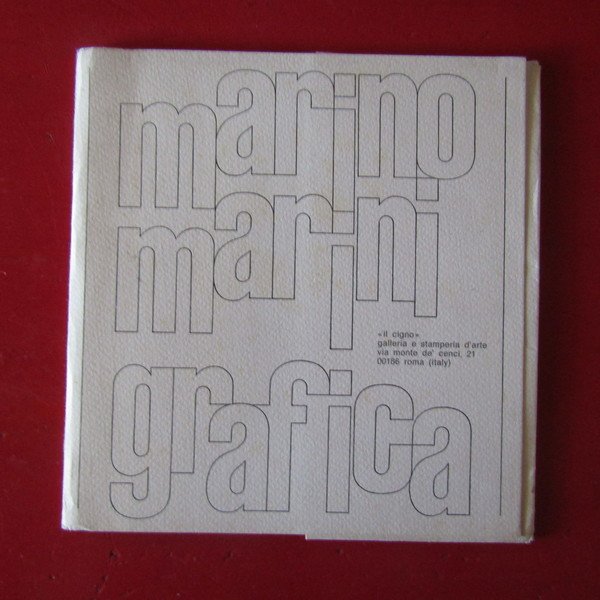 marino
marini
«il cigno»
galleria e stamperia d'arte
via monte de' cenci, 21
00186 roma (italy)
grafica